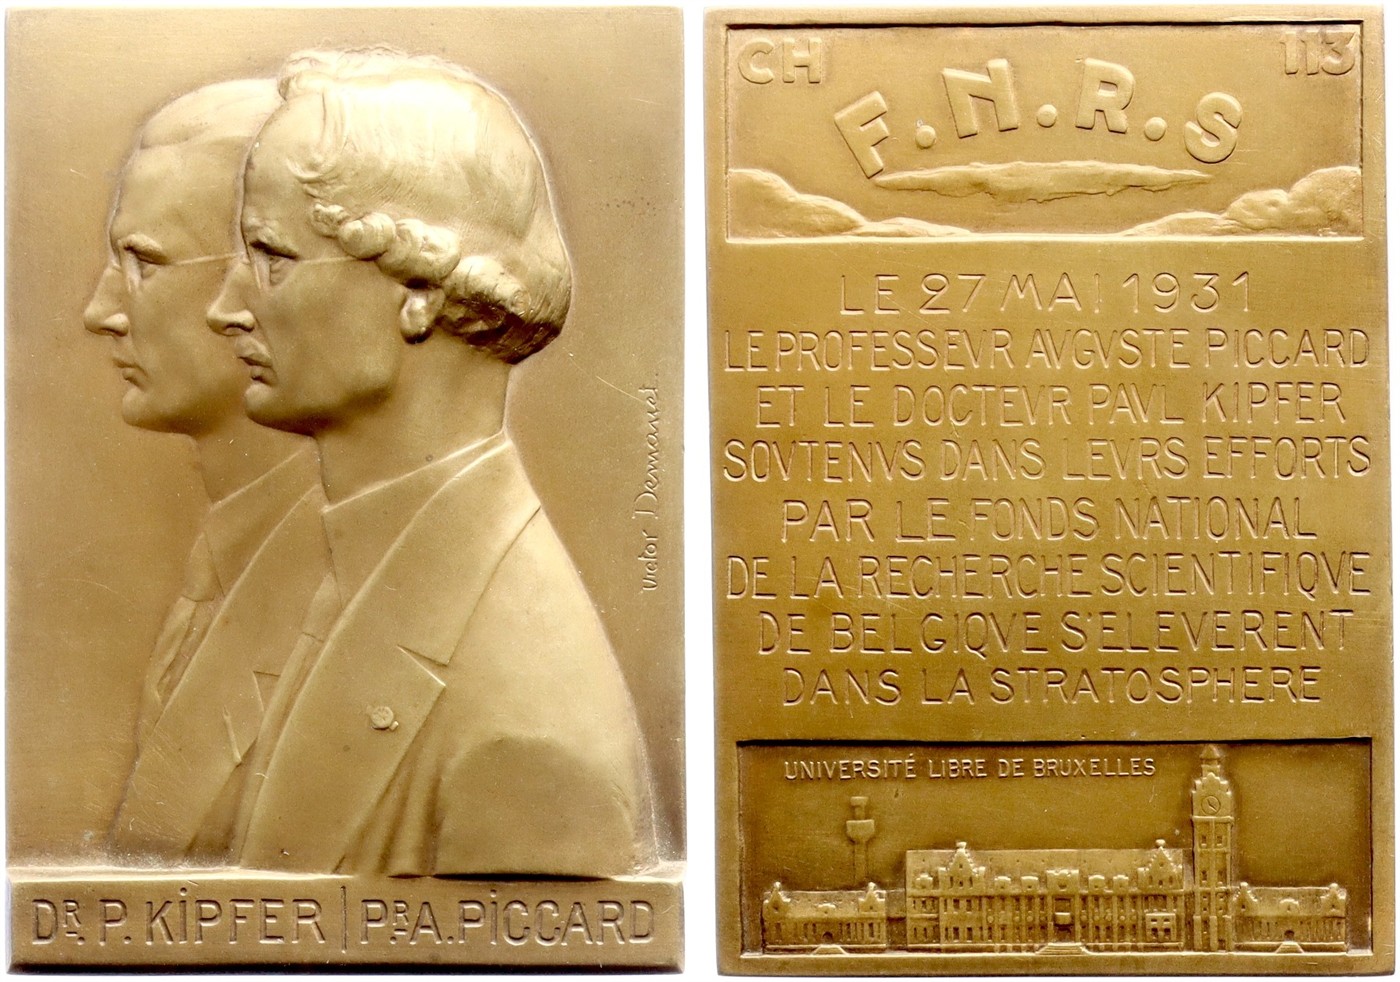 Victor Demanet
DR. P. KIPFER | PR A. PICCARD
CH 113
F.N.R.S
LE 27 MAI 1931
LE PROFESSEVR AVGVSTE PICCARD
ET LE DOCTEVR PAVL KIPFER
SOVTENVS DANS LEVRS EFFORTS
PAR LE FONDS NATIONAL
DE LA RECHERCHE SCIENTIFIQVE
DE BELGIQVE S'ELEVERENT
DANS LA STRATOSPHERE
UNIVERSITÉ LIBRE DE BRUXELLES